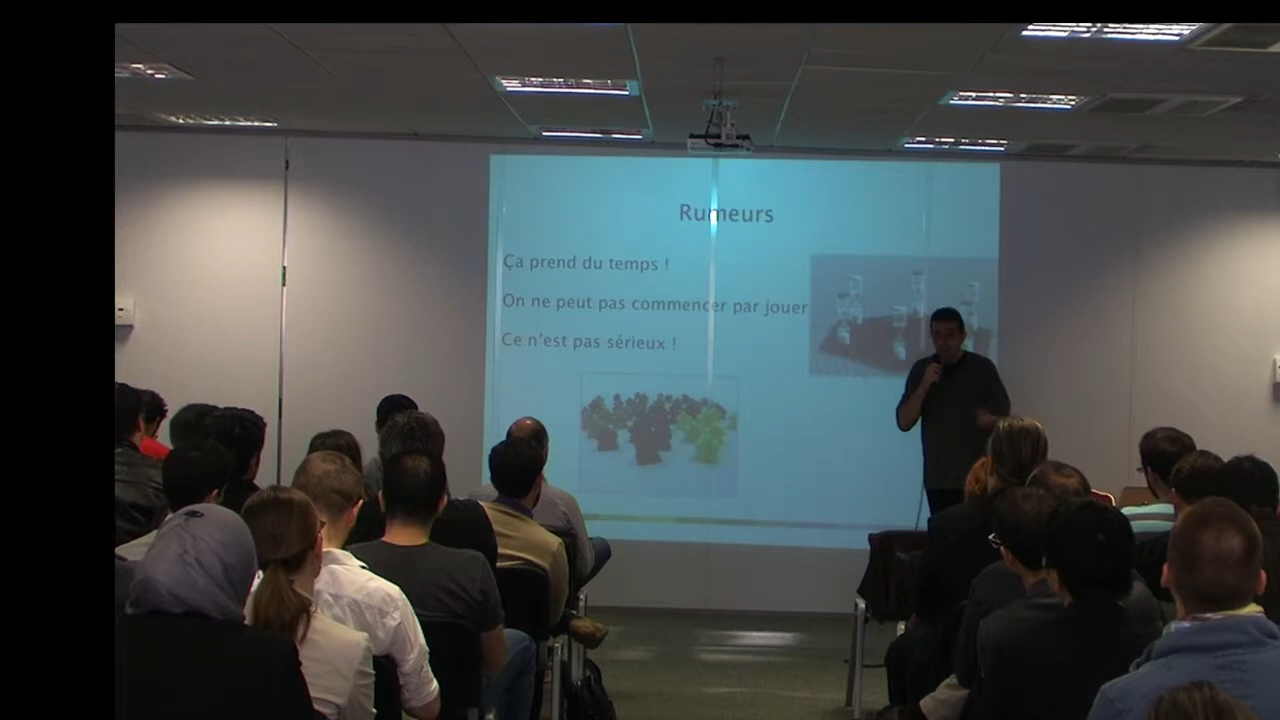 Rumeurs
Ça prend du temps !
On ne peut pas commencer par jouer
Ce n'est pas sérieux !